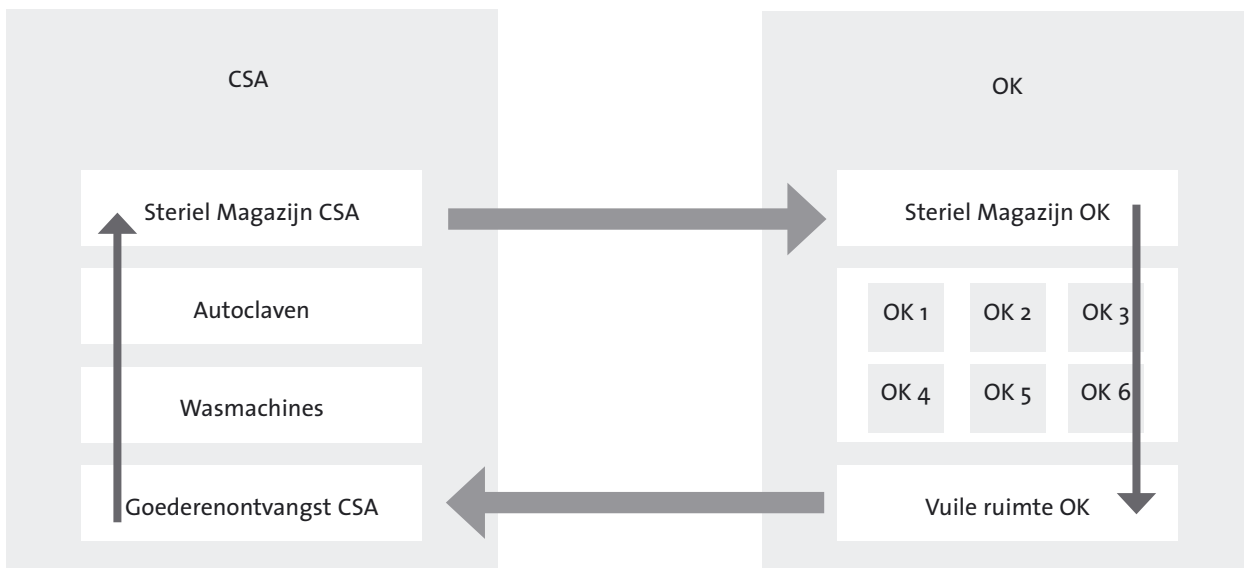 CSA
Steriel Magazijn CSA
Autoclaven
Wasmachines
Goederenontvangst CSA
OK
Steriel Magazijn OK
OK 1
OK 2
OK 3
OK 4
OK 5
OK 6
Vuile ruimte OK